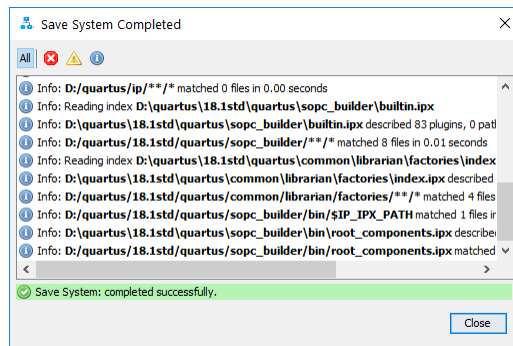 Save System Completed
All
Info: D:/quartus/ip/**/* matched 0 files in 0.00 seconds
Info: Reading index D:\quartus\18.1std\quartus\sopc_builder\builtin.ipx
Info: D:\quartus\18.1std\quartus\sopc_builder\builtin.ipx described 83 plugins, 0
Info: D:/quartus/18.1std/quartus/sopc_builder/**/* matched 8 files in 0.01 seconds
Info: Reading index D:\quartus\18.1std\quartus\common\librarian\factories\index
Info: D:\quartus\18.1std\quartus\common\librarian\factories\index.ipx described
Info: D:/quartus/18.1std/quartus/common/librarian/factories/**/* matched 4 files
Info: D:/quartus/18.1std/quartus/sopc_builder/bin/$IP_IPX_PATH matched 1 files
Info: D:\quartus\18.1std\quartus\sopc_builder\bin\root_components.ipx
Info: D:/quartus/18.1std/quartus/sopc_builder/bin/root_components.ipx matched
Save System: completed successfully.
Close